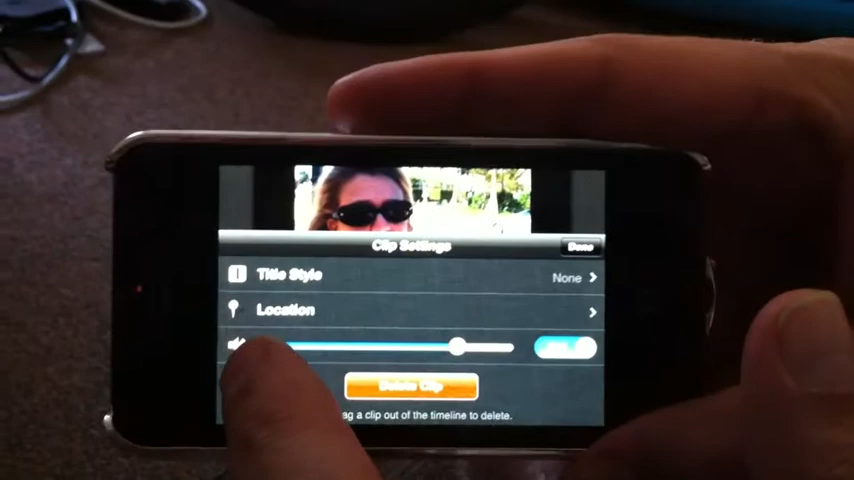 Clip Settings
Done
Title Style
None
Location
Delete Clip
ag a clip out of the timeline to delete.